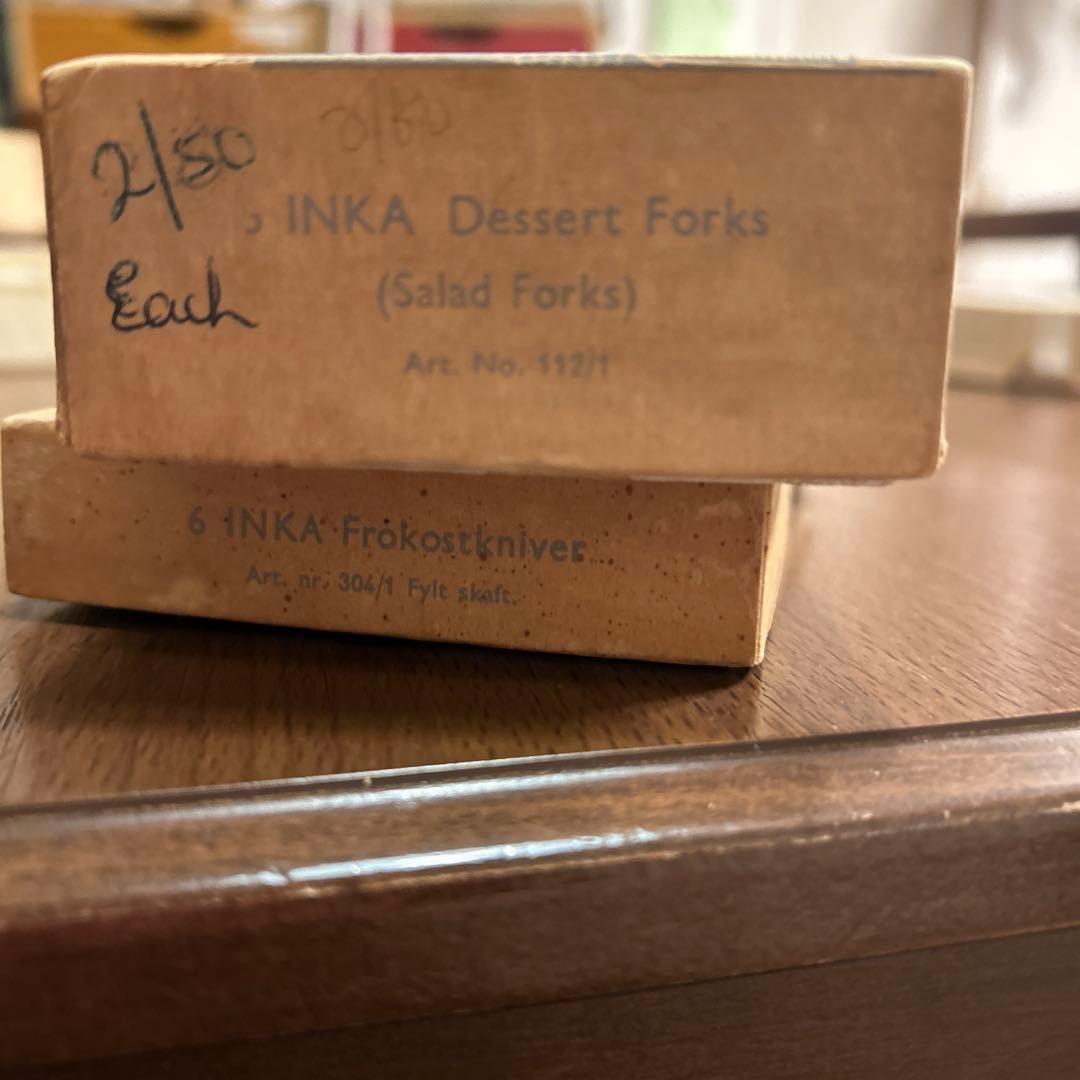 2/50
Each
INKA Dessert Forks
(Salad Forks)
Art. No. 112/1
6 INKA Frokostkniver
Art. nr. 304/1 Fylt skaft.